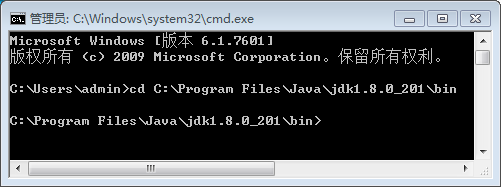 管理员: C:\Windows\system32\cmd.exe
Microsoft Windows [版本 6.1.7601]
版权所有 (c) 2009 Microsoft Corporation。保留所有权利。
C:\Users\admin>cd C:\Program Files\Java\jdk1.8.0_201\bin
C:\Program Files\Java\jdk1.8.0_201\bin>